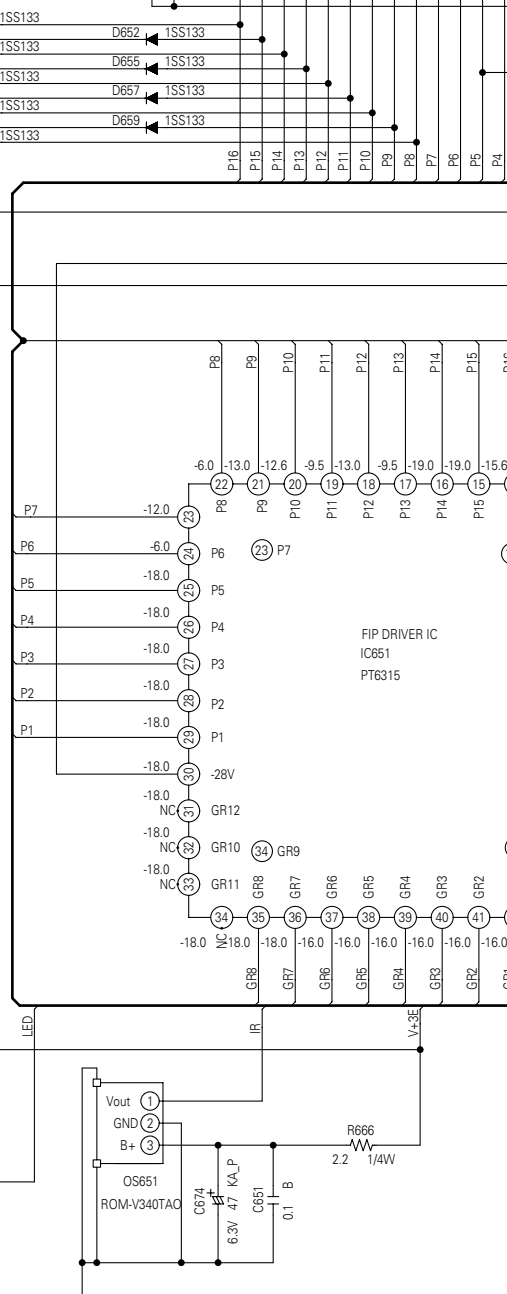 1SS133
D652 1SS133
1SS133
D655 1SS133
1SS133
D657 1SS133
1SS133
D659 1SS133
1SS133
P16 P15 P14 P13 P12 P11 P10 P9 P8 P7 P6 P5 P4
P8 P9 P10 P11 P12 P13 P14 P15
-6.0 -13.0 -12.6 -9.5 -13.0 -9.5 -19.0 -19.0 -15.6
22 21 20 19 18 17 16 15
P8 P9 P10 P11 P12 P13 P14 P15
P7 -12.0 23
23 P7
P6 -6.0 24 P6
P5 -18.0 25 P5
P4 -18.0 26 P4
FIP DRIVER IC
IC651
PT6315
P3 -18.0 27 P3
P2 -18.0 28 P2
P1 -18.0 29 P1
-18.0 30 -28V
-18.0
NC 31 GR12
-18.0
NC 32 GR10
34 GR9
-18.0
NC 33 GR11
GR8 GR7 GR6 GR5 GR4 GR3 GR2
34 35 36 37 38 39 40 41
-18.0 NC -18.0 -18.0 -16.0 -16.0 -16.0 -16.0 -16.0
GR8 GR7 GR6 GR5 GR4 GR3 GR2
LED IR V+3E
Vout 1
GND 2
B+ 3
R666
2.2 1/4W
OS651
ROM-V340TAO
C674 + 6.3V 47 KA_P
C651 0.1 B